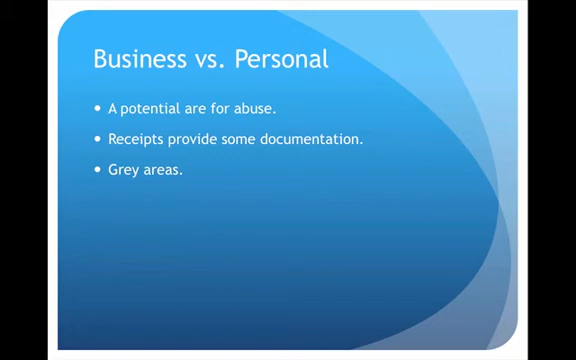 Business vs. Personal
A potential are for abuse.
Receipts provide some documentation.
Grey areas.